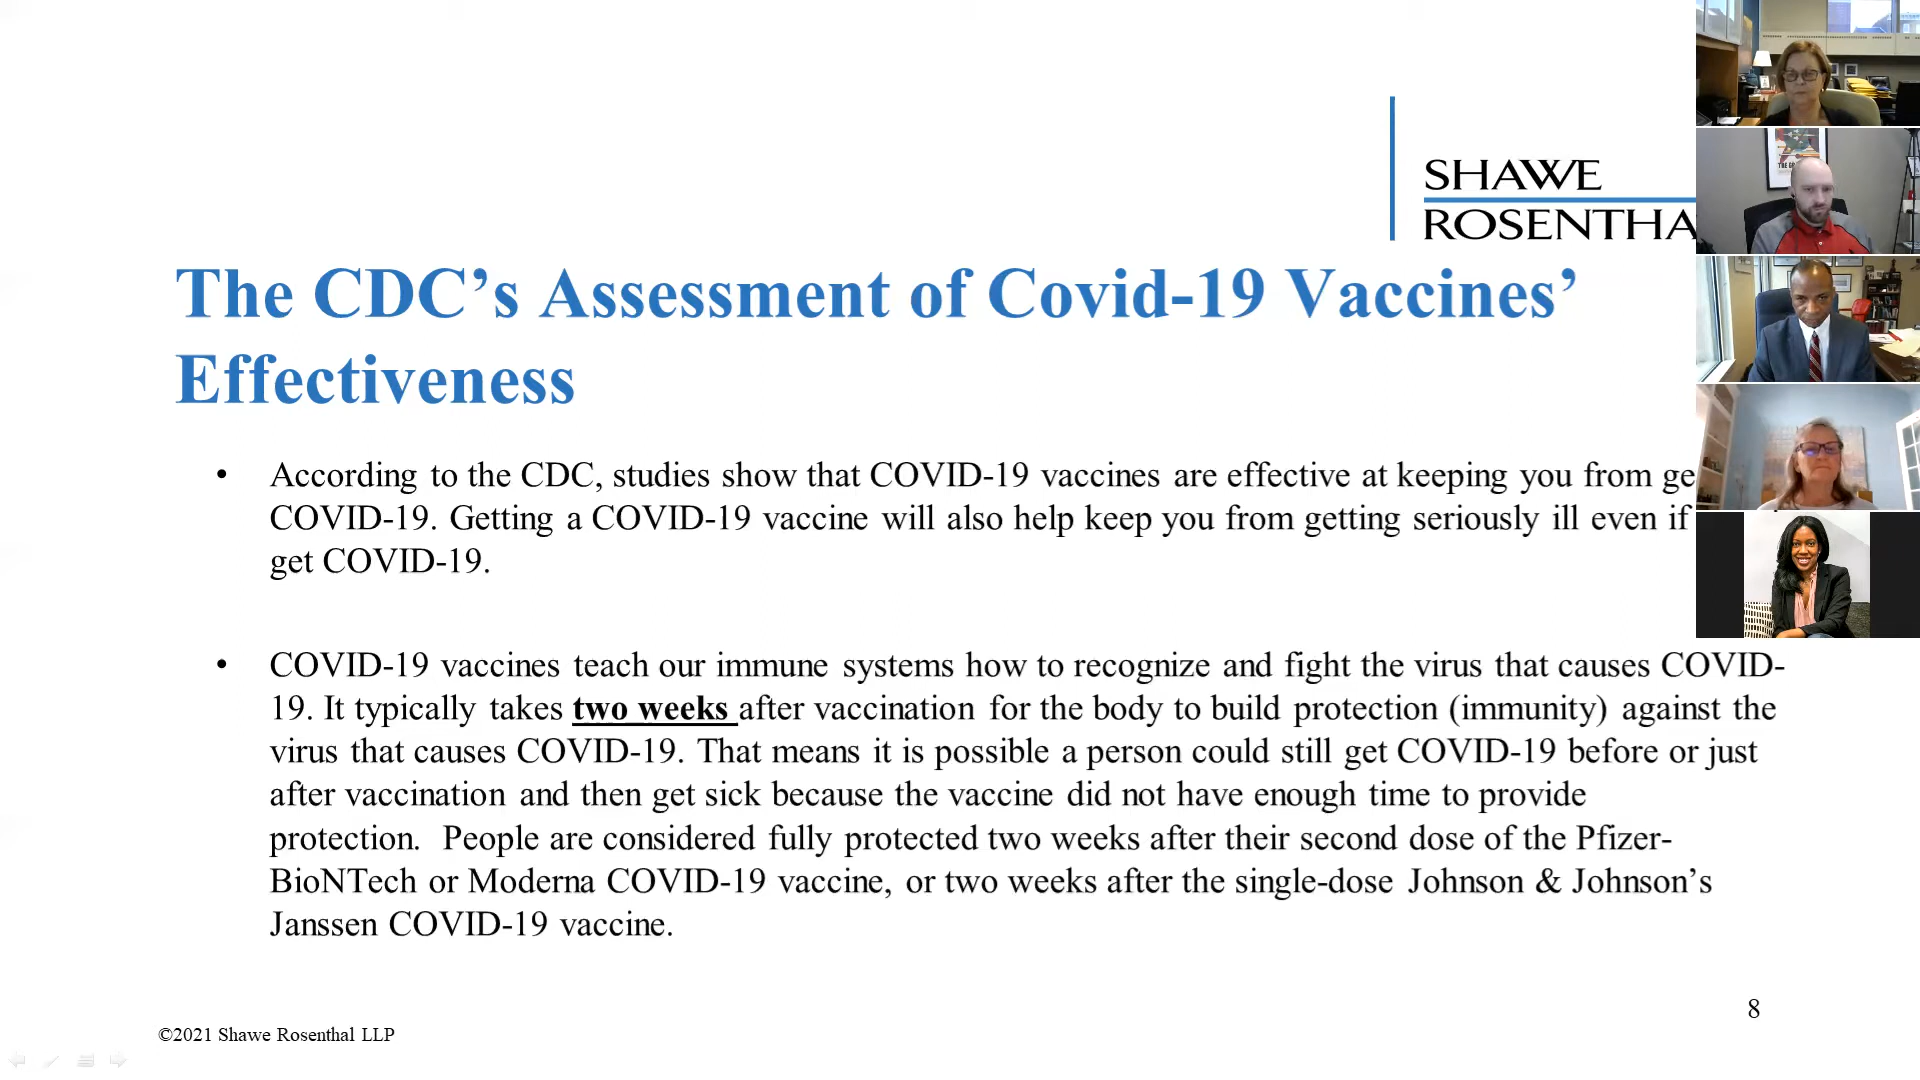 SHAWE
ROSENTHA
The CDC’s Assessment of Covid-19 Vaccines’
Effectiveness
• According to the CDC, studies show that COVID-19 vaccines are effective at keeping you from ge
COVID-19. Getting a COVID-19 vaccine will also help keep you from getting seriously ill even if
get COVID-19.
• COVID-19 vaccines teach our immune systems how to recognize and fight the virus that causes COVID-
19. It typically takes two weeks after vaccination for the body to build protection (immunity) against the
virus that causes COVID-19. That means it is possible a person could still get COVID-19 before or just
after vaccination and then get sick because the vaccine did not have enough time to provide
protection.  People are considered fully protected two weeks after their second dose of the Pfizer-
BioNTech or Moderna COVID-19 vaccine, or two weeks after the single-dose Johnson & Johnson’s
Janssen COVID-19 vaccine.
8
©2021 Shawe Rosenthal LLP